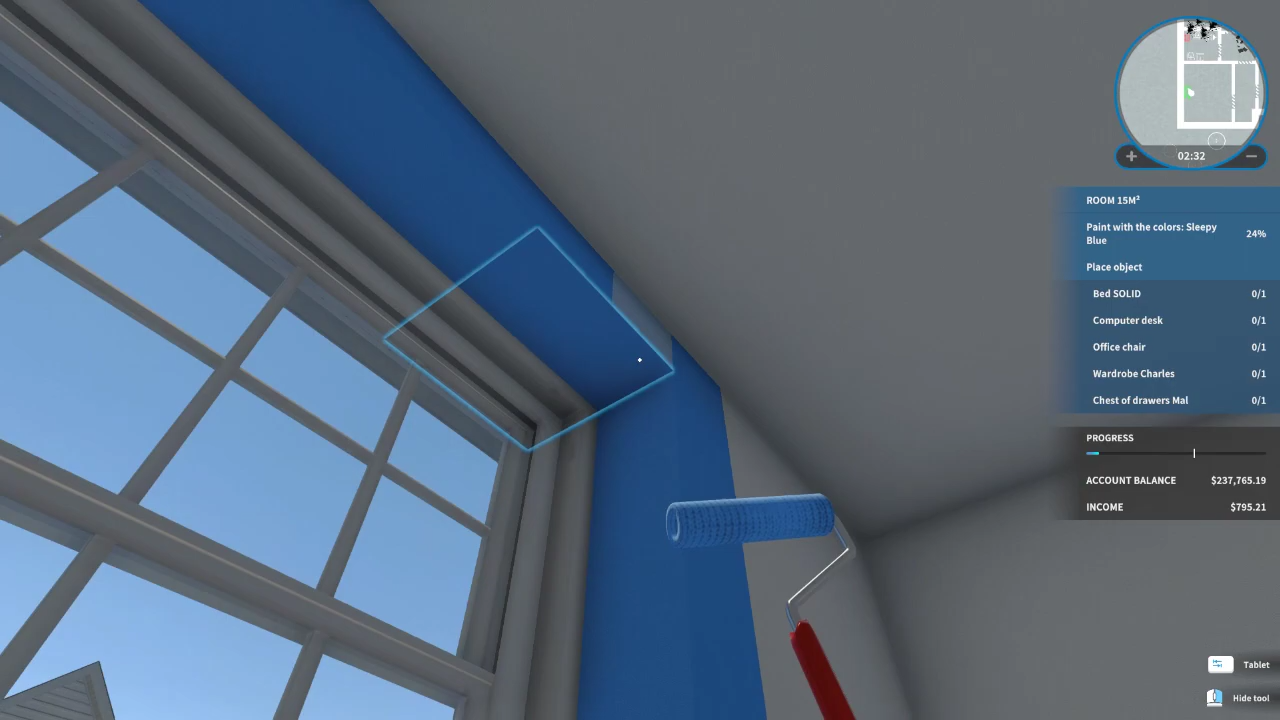 02:32
ROOM 15M²
Paint with the colors: Sleepy
Blue
24%
Place object
Bed SOLID 0/1
Computer desk 0/1
Office chair 0/1
Wardrobe Charles 0/1
Chest of drawers Mal 0/1
PROGRESS
ACCOUNT BALANCE $237,765.19
INCOME $795.21
Tablet
Hide tool